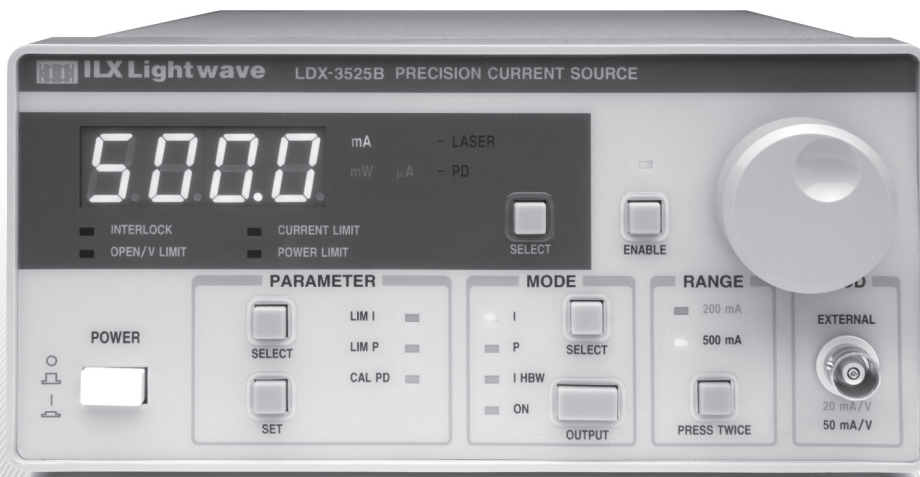 ILX Lightwave LDX-3525B PRECISION CURRENT SOURCE
500.0
mA - LASER
mW µA - PD
INTERLOCK CURRENT LIMIT
OPEN/V LIMIT POWER LIMIT
SELECT
ENABLE
POWER
PARAMETER
SELECT
SET
LIM I
LIM P
CAL PD
MODE
I
P
I HBW
ON
SELECT
OUTPUT
RANGE
200 mA
500 mA
PRESS TWICE
EXTERNAL
20 mA/V
50 mA/V